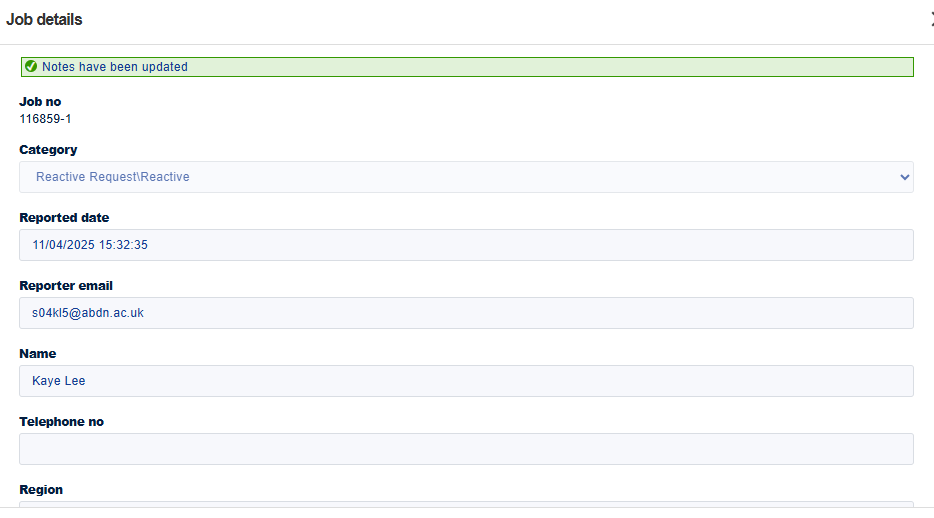 Job details
Notes have been updated
Job no
116859-1
Category
Reactive Request\Reactive
Reported date
11/04/2025 15:32:35
Reporter email
s04kl5@abdn.ac.uk
Name
Kaye Lee
Telephone no
Region